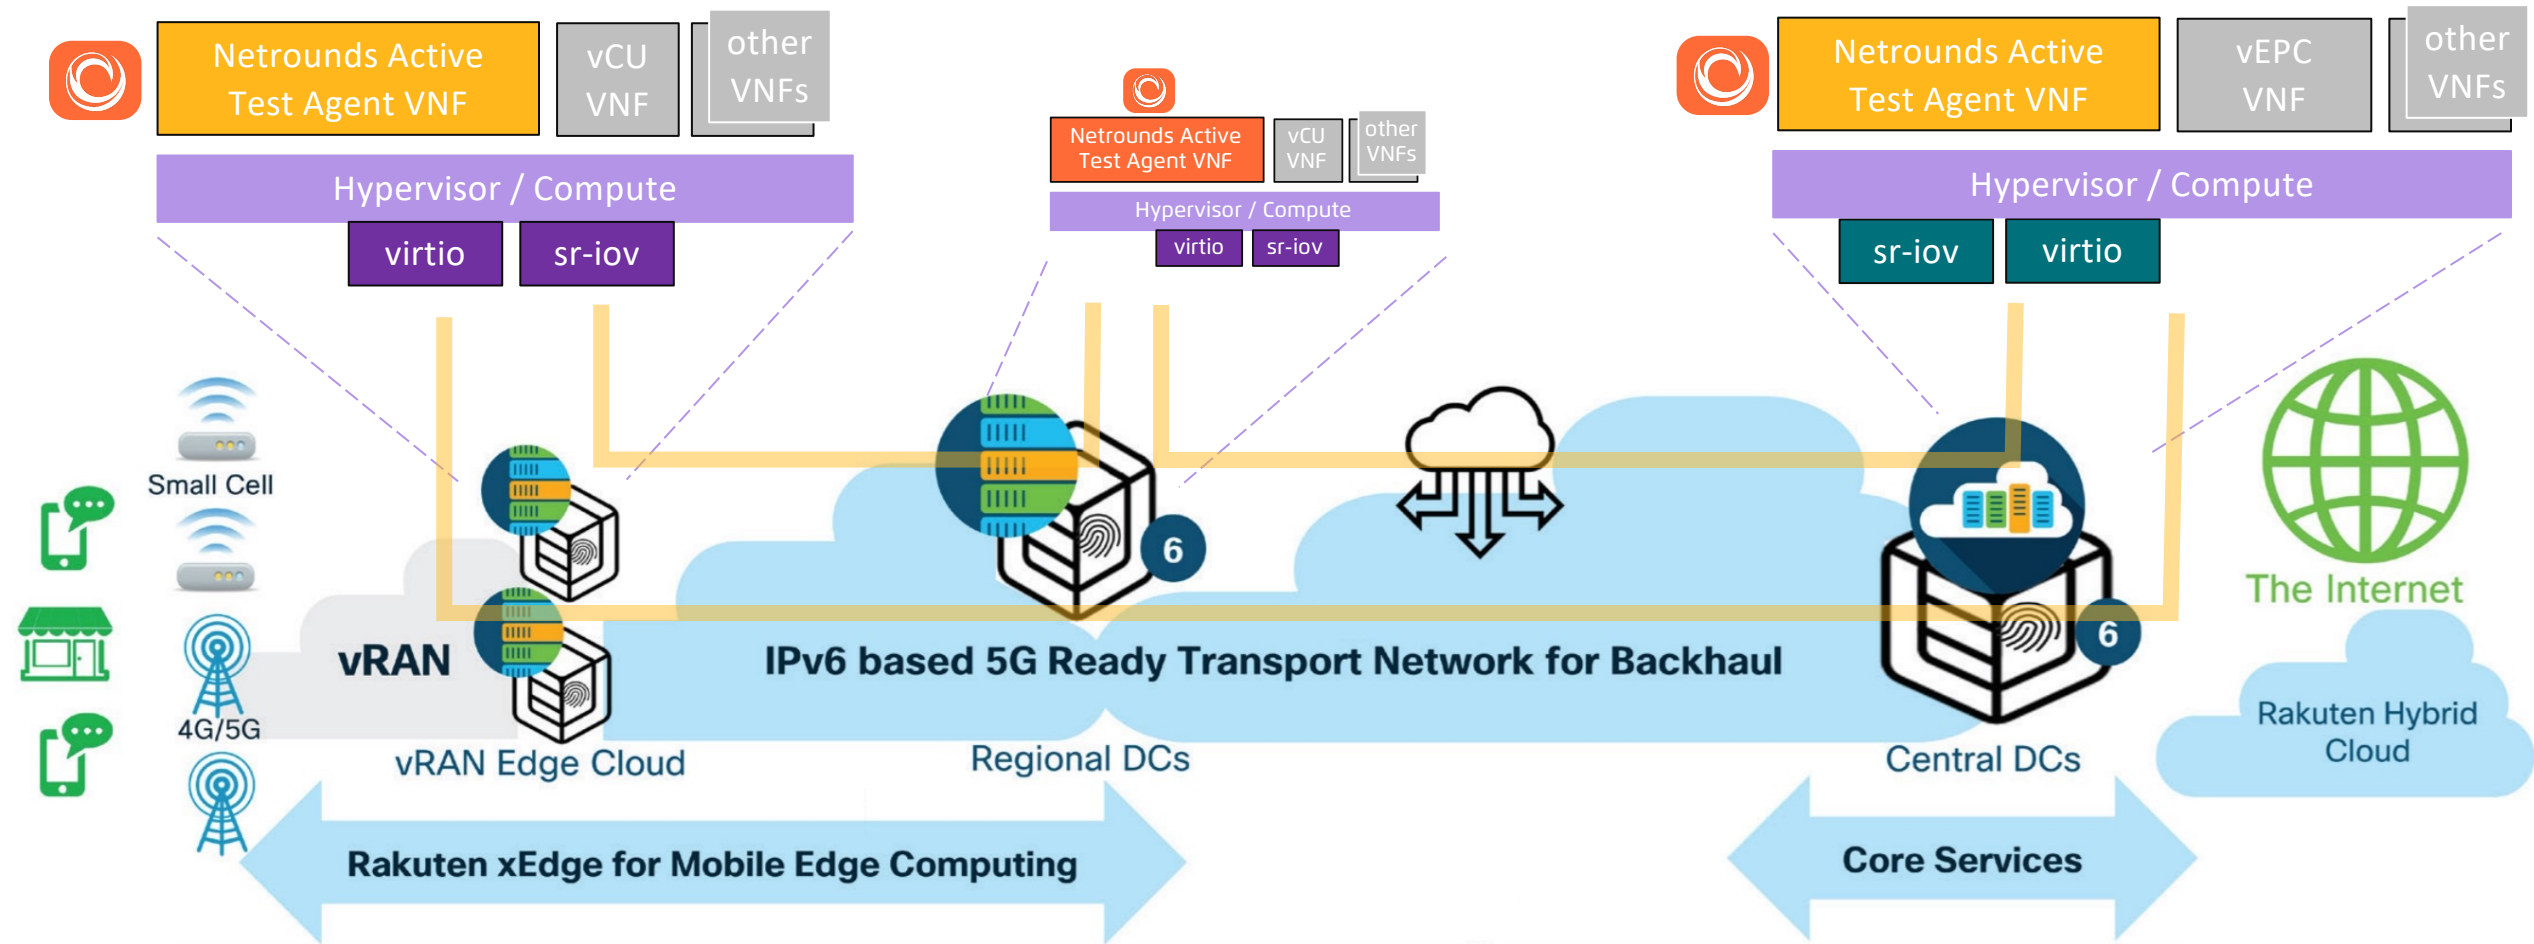 Netrounds Active
Test Agent VNF
vCU
VNF
other
VNFs
Hypervisor / Compute
virtio
sr-iov
Netrounds Active
Test Agent VNF
vCU
VNF
other
VNFs
Hypervisor / Compute
virtio
sr-iov
Netrounds Active
Test Agent VNF
vEPC
VNF
other
VNFs
Hypervisor / Compute
sr-iov
virtio
Small Cell
4G/5G
vRAN
vRAN Edge Cloud
6
IPv6 based 5G Ready Transport Network for Backhaul
Regional DCs
6
Central DCs
The Internet
Rakuten Hybrid
Cloud
Rakuten xEdge for Mobile Edge Computing
Core Services